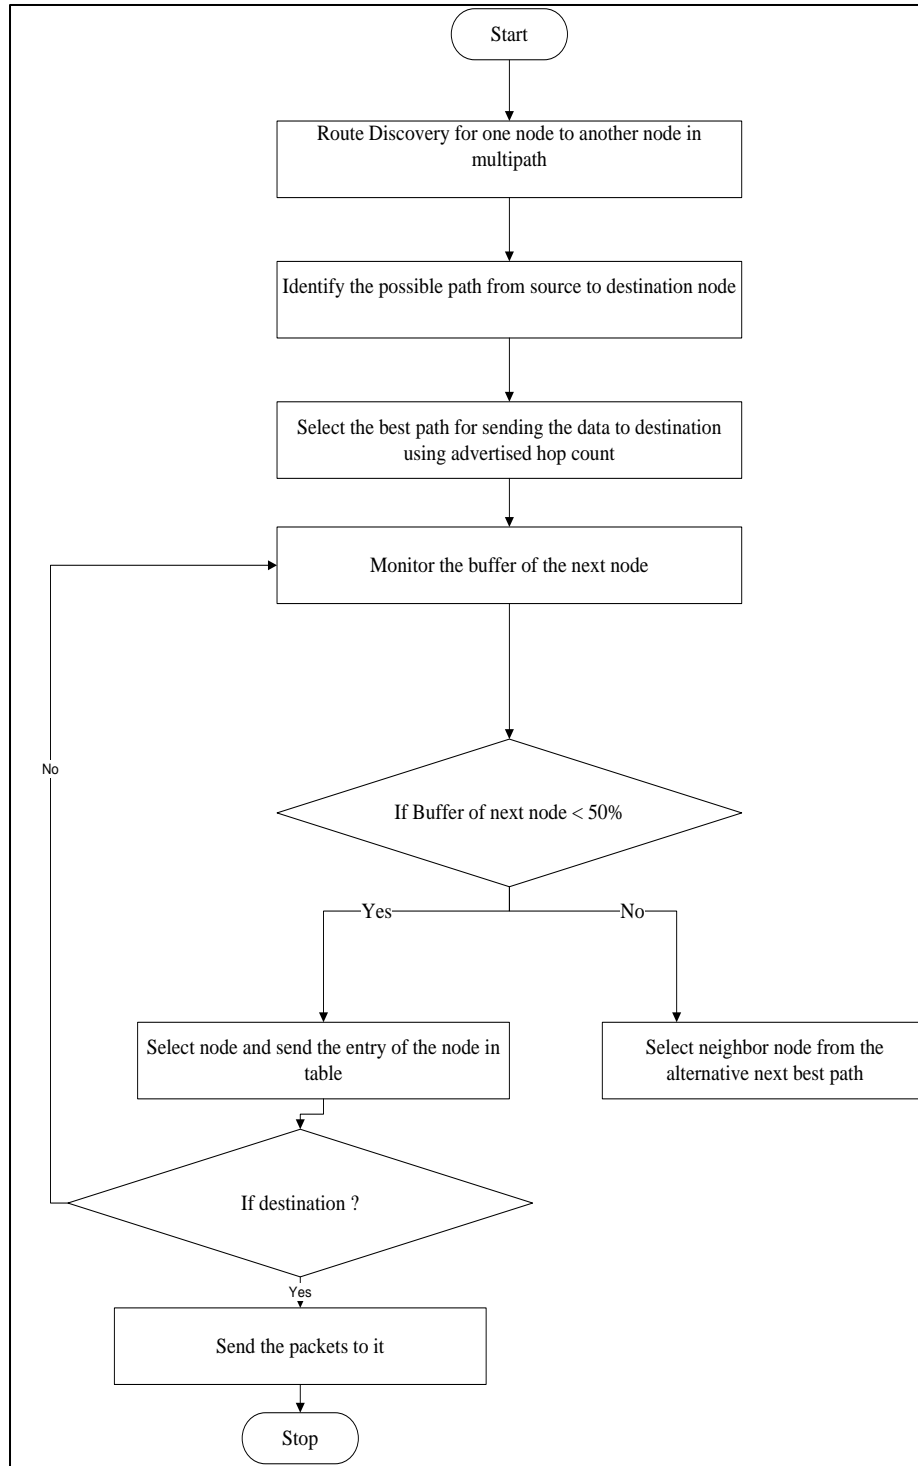 Start
Route Discovery for one node to another node in
multipath
Identify the possible path from source to destination node
Select the best path for sending the data to destination
using advertised hop count
Monitor the buffer of the next node
No
If Buffer of next node < 50%
Yes
No
Select node and send the entry of the node in
table
Select neighbor node from the
alternative next best path
If destination ?
Yes
Send the packets to it
Stop